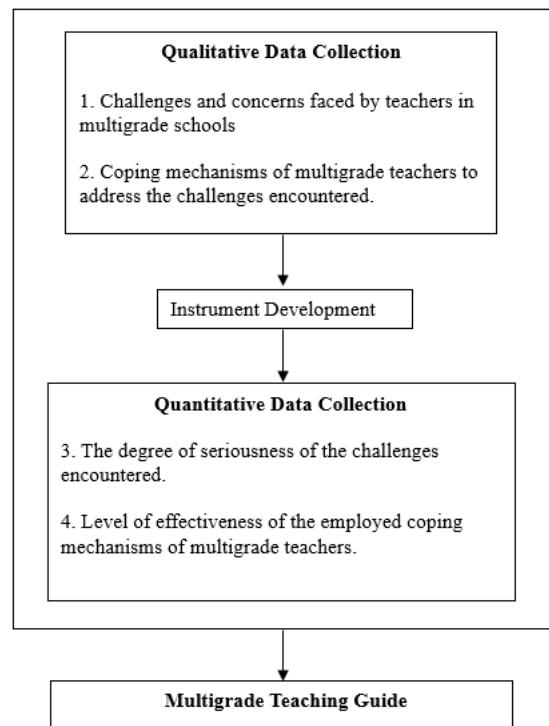 Qualitative Data Collection
1. Challenges and concerns faced by teachers in
multigrade schools
2. Coping mechanisms of multigrade teachers to
address the challenges encountered.
Instrument Development
Quantitative Data Collection
3. The degree of seriousness of the challenges
encountered.
4. Level of effectiveness of the employed coping
mechanisms of multigrade teachers.
Multigrade Teaching Guide